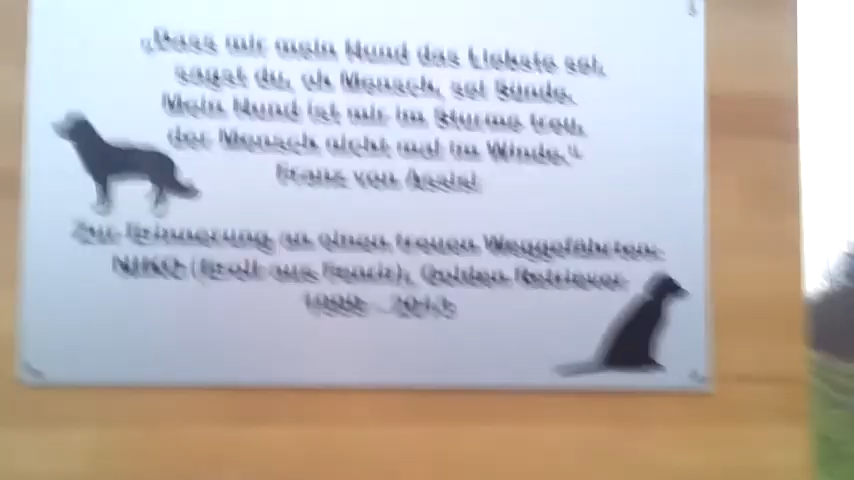 „Dass mir mein Hund das Liebste sei,
sagst du, oh Mensch, sei Sünde.
Mein Hund ist mir im Sturme treu,
der Mensch nicht mal im Winde."
Franz von Assisi
Zur Erinnerung an einen treuen Weggefährten:
NIKO ( aus Golden Retriever